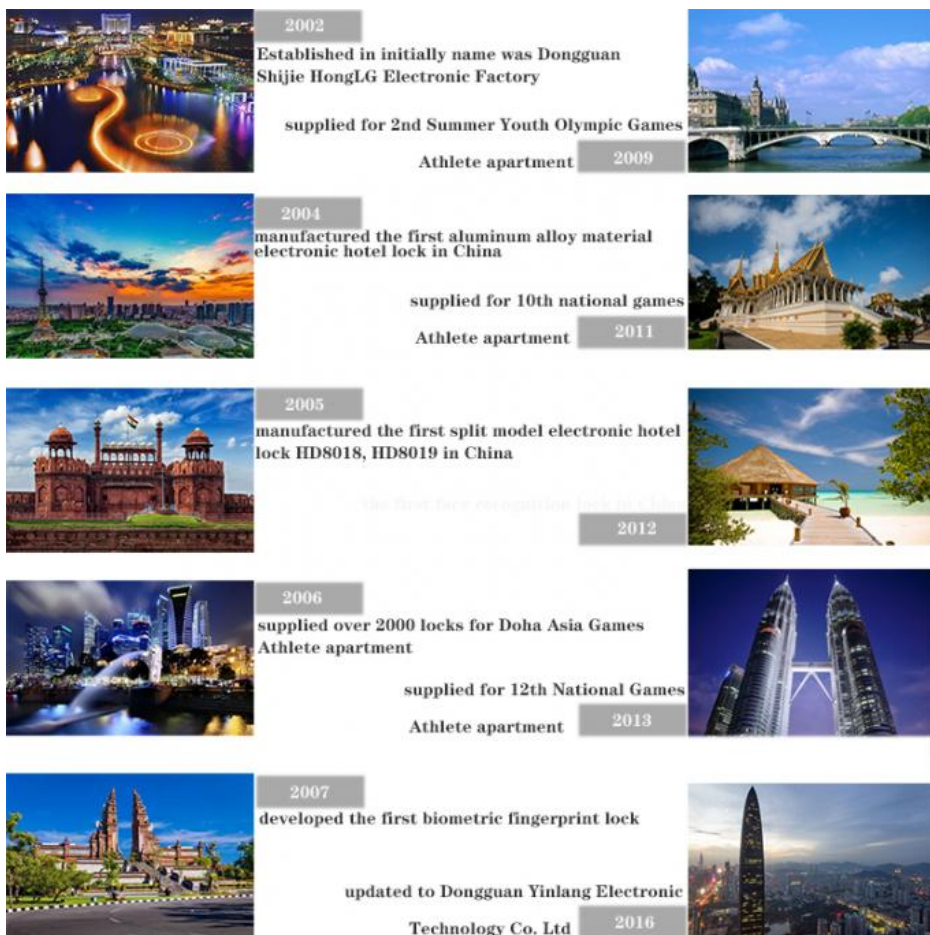 2002
Established in initially name was Dongguan
Shijie HongLG Electronic Factory
supplied for 2nd Summer Youth Olympic Games
Athlete apartment 2009
2004
manufactured the first aluminum alloy material
electronic hotel lock in China
supplied for 10th national games
Athlete apartment 2011
2005
manufactured the first split model electronic hotel
lock HD8018, HD8019 in China
the first face recognition lock in China
2012
2006
supplied over 2000 locks for Doha Asia Games
Athlete apartment
supplied for 12th National Games
Athlete apartment 2013
2007
developed the first biometric fingerprint lock
updated to Dongguan Yinlang Electronic
Technology Co. Ltd 2016